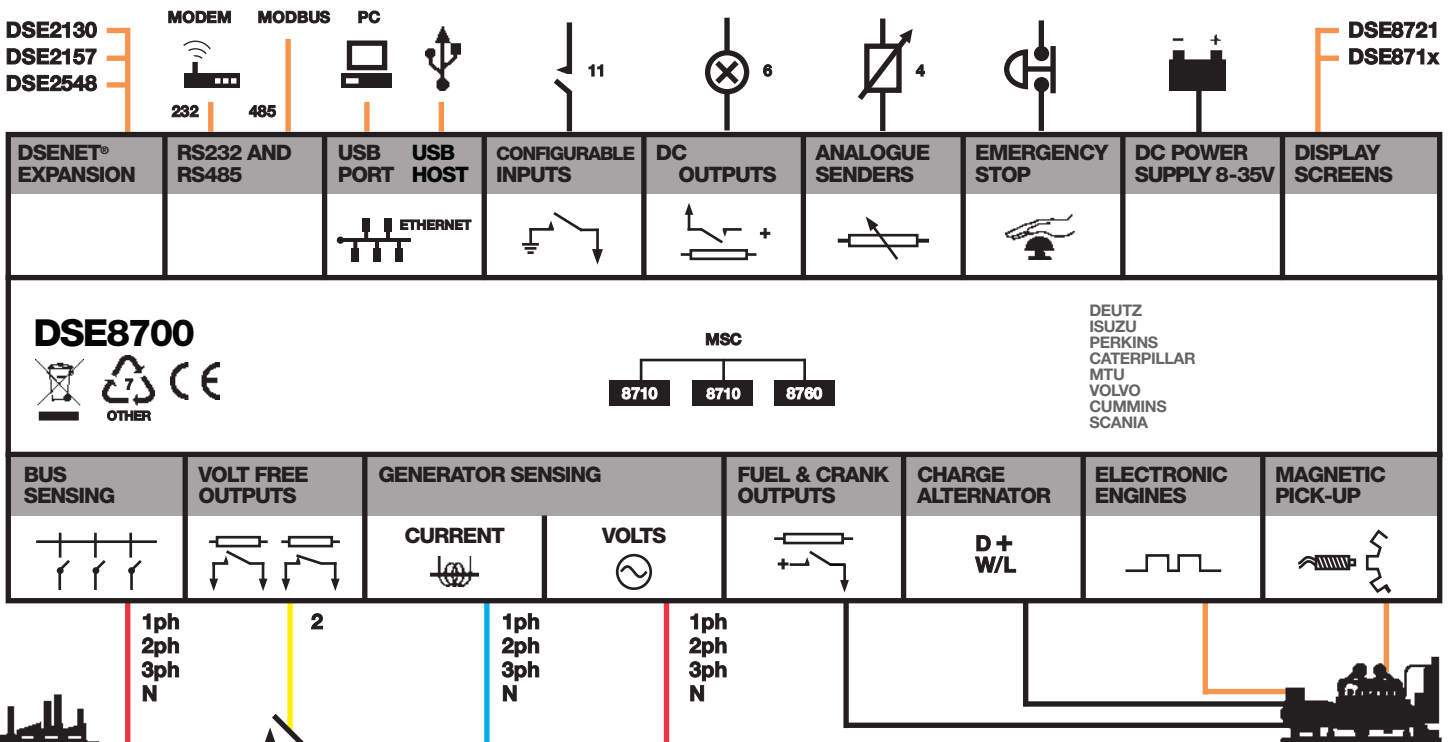 MODEM MODBUS PC
DSE2130
DSE2157
DSE2548
232 485
11
6
4
- +
DSE8721
DSE871x
DSENET® EXPANSION
RS232 AND RS485
USB PORT
USB HOST
CONFIGURABLE INPUTS
DC OUTPUTS
ANALOGUE SENDERS
EMERGENCY STOP
DC POWER SUPPLY 8-35V
DISPLAY SCREENS
ETHERNET
+
DSE8700
7
OTHER
CE
MSC
8710 8710 8760
DEUTZ
ISUZU
PERKINS
CATERPILLAR
MTU
VOLVO
CUMMINS
SCANIA
BUS SENSING
VOLT FREE OUTPUTS
GENERATOR SENSING
FUEL & CRANK OUTPUTS
CHARGE ALTERNATOR
ELECTRONIC ENGINES
MAGNETIC PICK-UP
CURRENT
VOLTS
+
D+
W/L
1ph
2ph
3ph
N
2
1ph
2ph
3ph
N
1ph
2ph
3ph
N